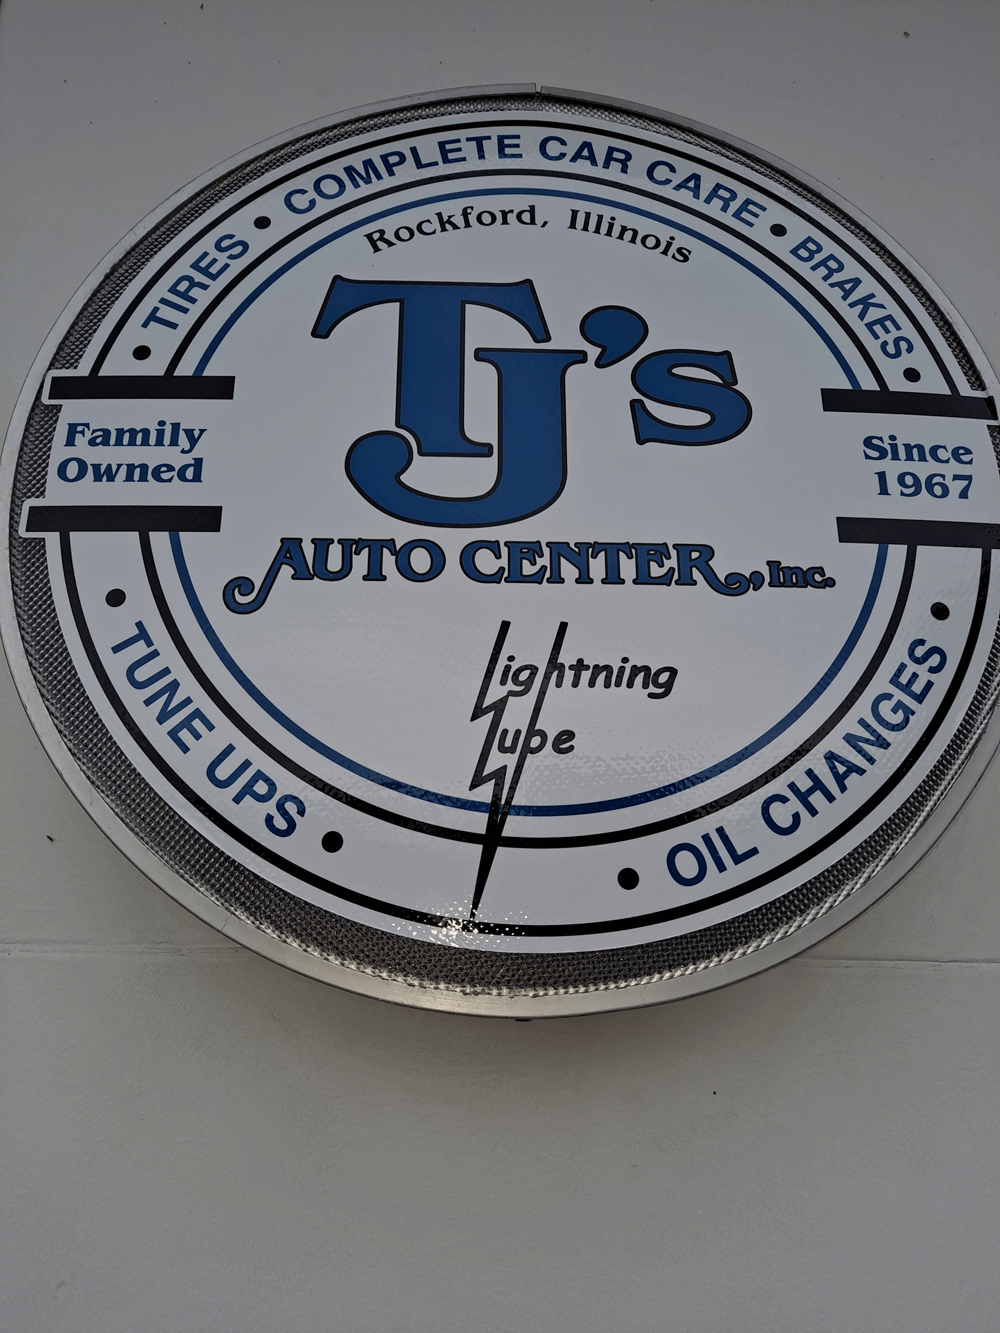 TIRES • COMPLETE CAR CARE • BRAKES
Rockford, Illinois
TJ's
Family
Owned
Since
1967
AUTO CENTER, Inc.
Lightning
Lube
TUNE UPS • OIL CHANGES